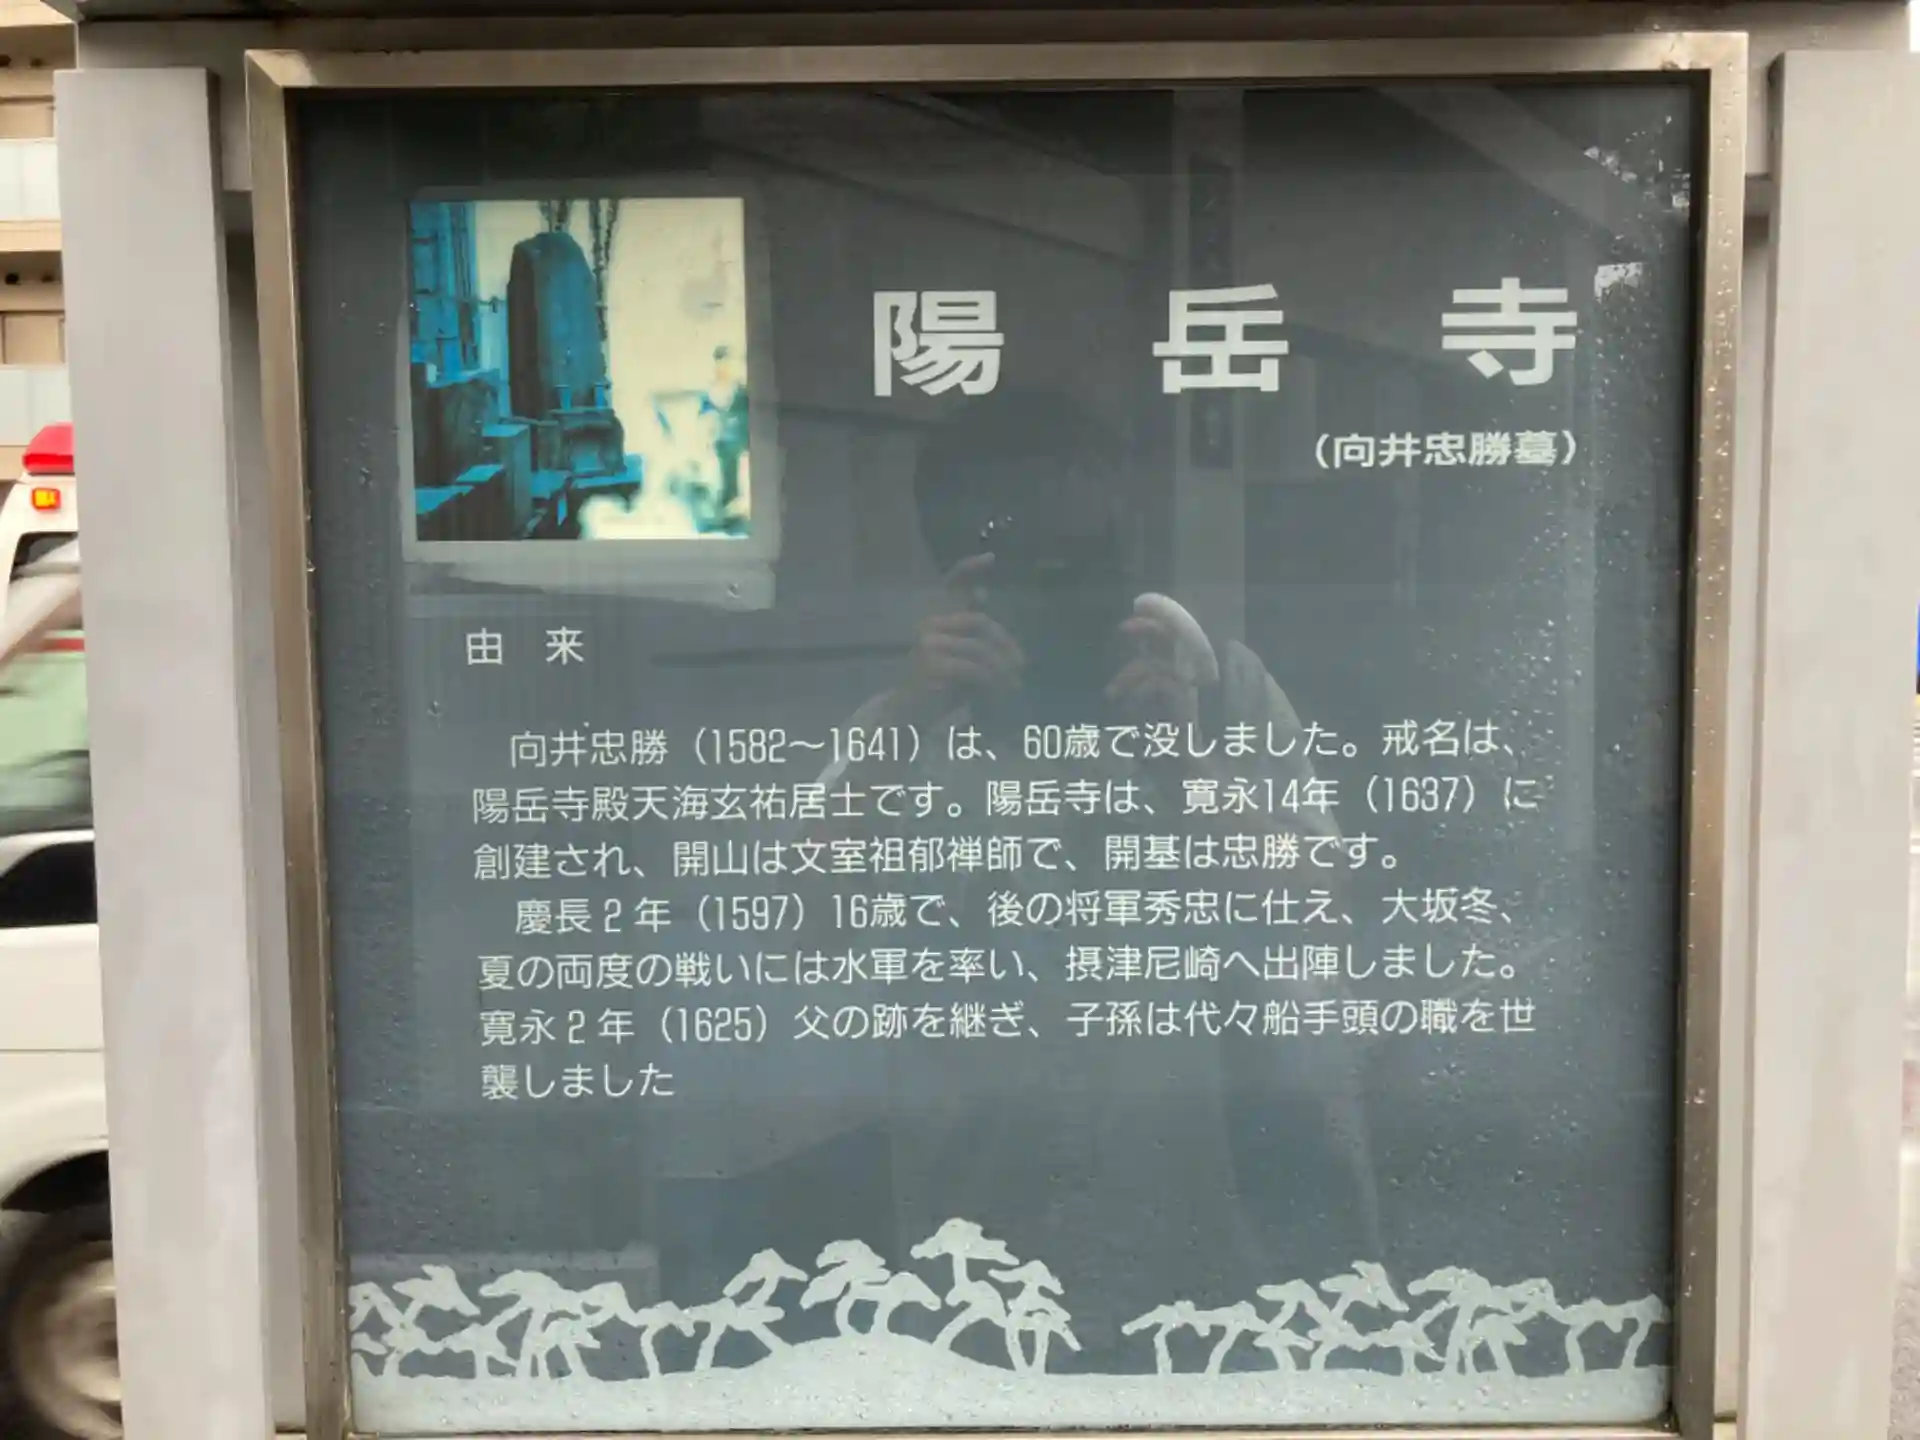 陽岳寺
（向井忠勝墓）
由来
向井忠勝（1582〜1641）は、60歳で没しました。戒名は、
陽岳寺殿天海玄祐居士です。陽岳寺は、寛永14年（1637）に
創建され、開山は文室祖郁禅師で、開基は忠勝です。
慶長2年（1597）16歳で、後の将軍秀忠に仕え、大坂冬、
夏の両度の戦いには水軍を率い、摂津尼崎へ出陣しました。
寛永2年（1625）父の跡を継ぎ、子孫は代々船手頭の職を世
襲しました